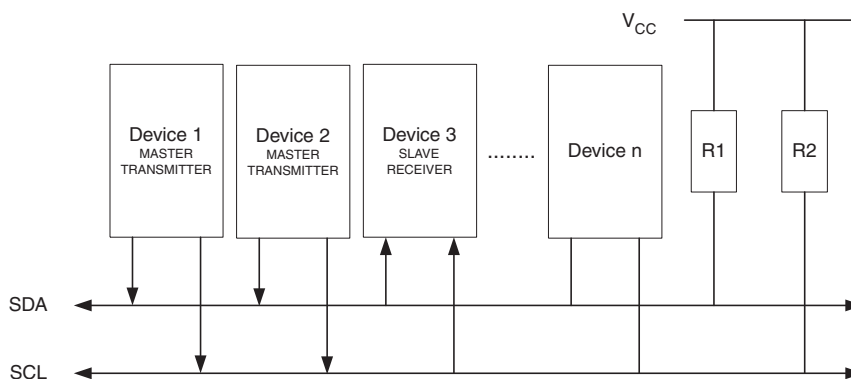 V_CC
Device 1
MASTER
TRANSMITTER
Device 2
MASTER
TRANSMITTER
Device 3
SLAVE
RECEIVER
........
Device n
R1
R2
SDA
SCL